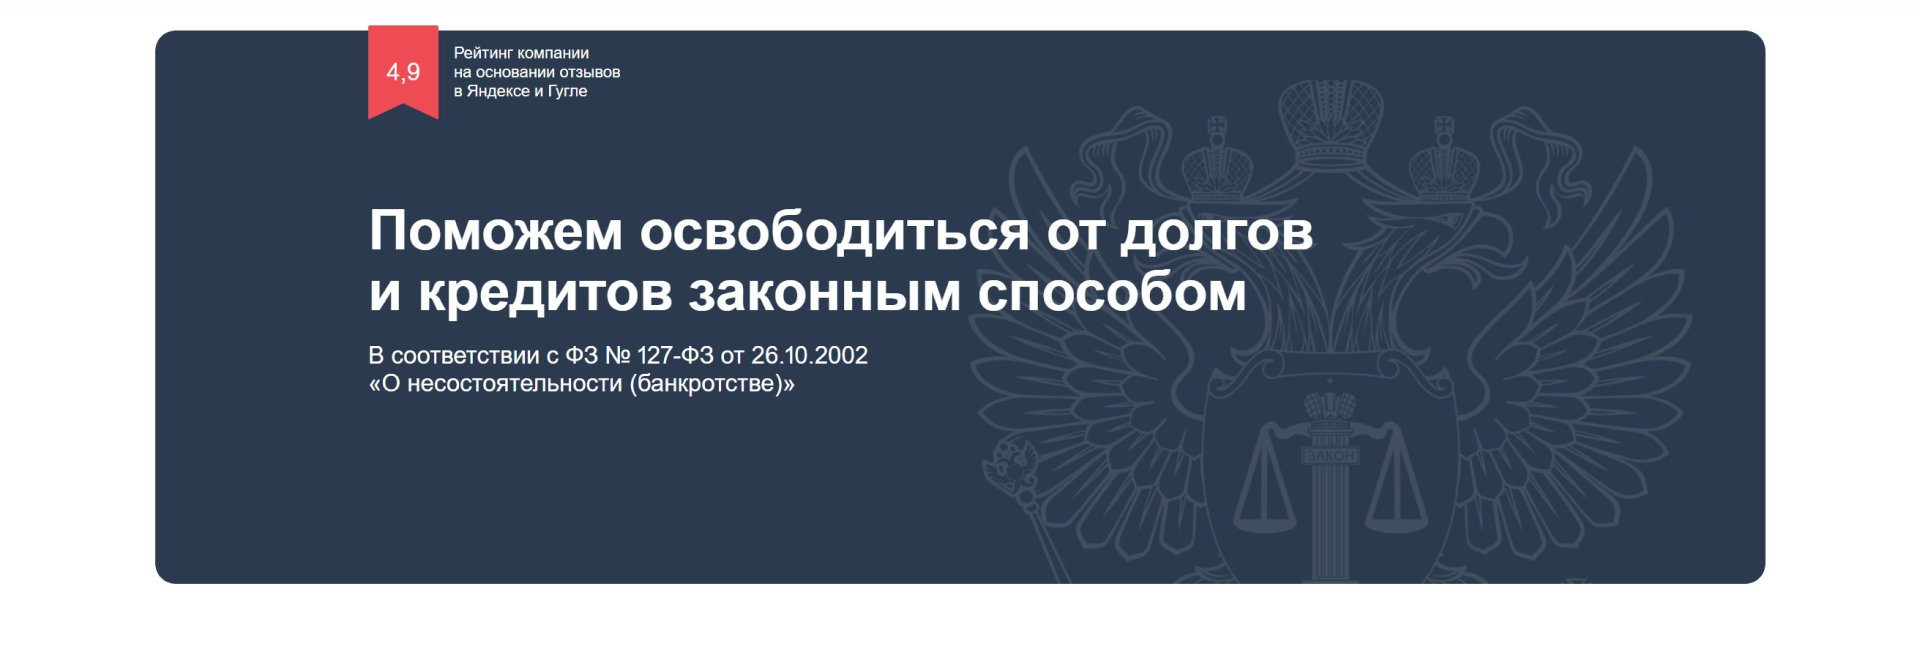 4,9
Рейтинг компании
на основании отзывов
в Яндексе и Гугле
Поможем освободиться от долгов
и кредитов законным способом
В соответствии с ФЗ № 127-ФЗ от 26.10.2002
«О несостоятельности (банкротстве)»
ЗАКОН